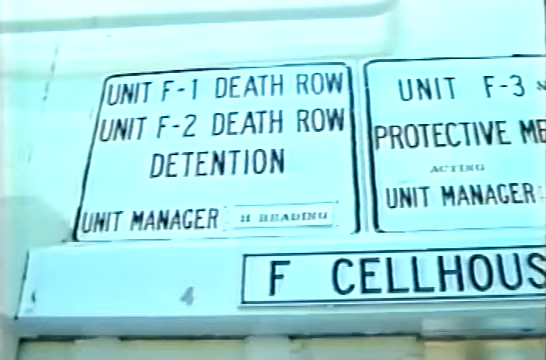 UNIT F-1 DEATH ROW
UNIT F-2 DEATH ROW
DETENTION
UNIT MANAGER H READING
UNIT F-3
PROTECTIVE ME
ACTING
UNIT MANAGER:
F CELLHOUS
4